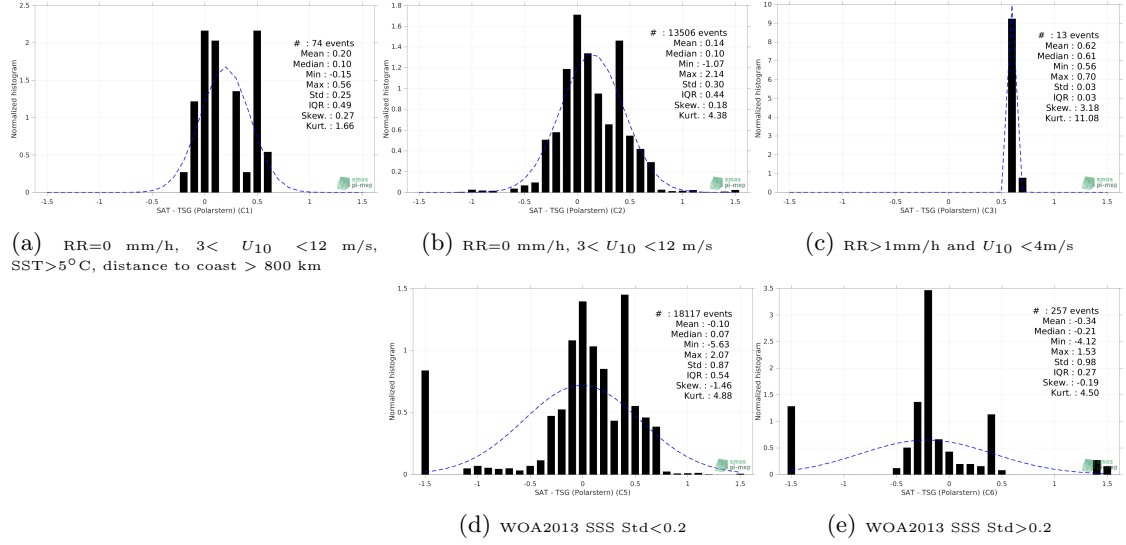 # : 74 events
Mean : 0.20
Median : 0.10
Min : -0.15
Max : 0.56
Std : 0.25
IQR : 0.49
Skew. : 0.27
Kurt. : 1.66
Normalized histogram
2.5
2
1.5
1
0.5
0
-1.5 -1 -0.5 0 0.5 1 1.5
SAT - TSG (Polarstern) (C1)
smos
pi-mep
(a) RR=0 mm/h, 3< U10 <12 m/s,
SST>5°C, distance to coast > 800 km
# : 13506 events
Mean : 0.14
Median : 0.10
Min : -1.07
Max : 2.14
Std : 0.30
IQR : 0.44
Skew. : 0.18
Kurt. : 4.38
Normalized histogram
1.8
1.6
1.4
1.2
1
0.8
0.6
0.4
0.2
0
-1.5 -1 -0.5 0 0.5 1 1.5
SAT - TSG (Polarstern) (C2)
smos
pi-mep
(b) RR=0 mm/h, 3< U10 <12 m/s
# : 13 events
Mean : 0.62
Median : 0.61
Min : 0.56
Max : 0.70
Std : 0.03
IQR : 0.03
Skew. : 3.18
Kurt. : 11.08
Normalized histogram
10
9
8
7
6
5
4
3
2
1
0
-1.5 -1 -0.5 0 0.5 1 1.5
SAT - TSG (Polarstern) (C3)
smos
pi-mep
(c) RR>1mm/h and U10 <4m/s
# : 18117 events
Mean : -0.10
Median : 0.07
Min : -5.63
Max : 2.07
Std : 0.87
IQR : 0.54
Skew. : -1.46
Kurt. : 4.88
Normalized histogram
1.5
1
0.5
0
-1.5 -1 -0.5 0 0.5 1 1.5
SAT - TSG (Polarstern) (C5)
smos
pi-mep
(d) WOA2013 SSS Std<0.2
# : 257 events
Mean : -0.34
Median : -0.21
Min : -4.12
Max : 1.53
Std : 0.98
IQR : 0.27
Skew. : -0.19
Kurt. : 4.50
Normalized histogram
3.5
3
2.5
2
1.5
1
0.5
0
-1.5 -1 -0.5 0 0.5 1 1.5
SAT - TSG (Polarstern) (C6)
smos
pi-mep
(e) WOA2013 SSS Std>0.2